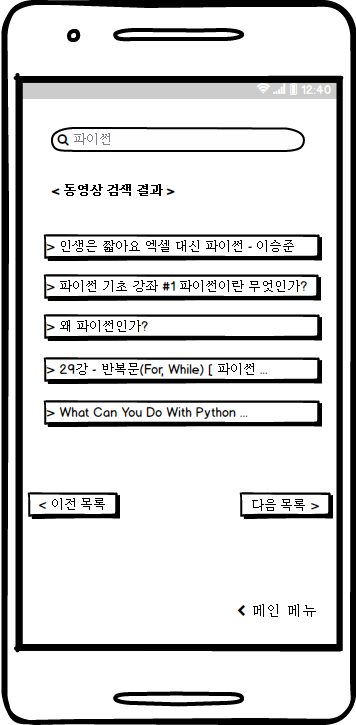 12:40
파이썬
< 동영상 검색 결과 >
> 인생은 짧아요 엑셀 대신 파이썬 - 이승준
> 파이썬 기초 강좌 #1 파이썬이란 무엇인가?
> 왜 파이썬인가?
> 29강 - 반복문(For, While) [ 파이썬 ...
> What Can You Do With Python ...
< 이전 목록 다음 목록 >
< 메인 메뉴